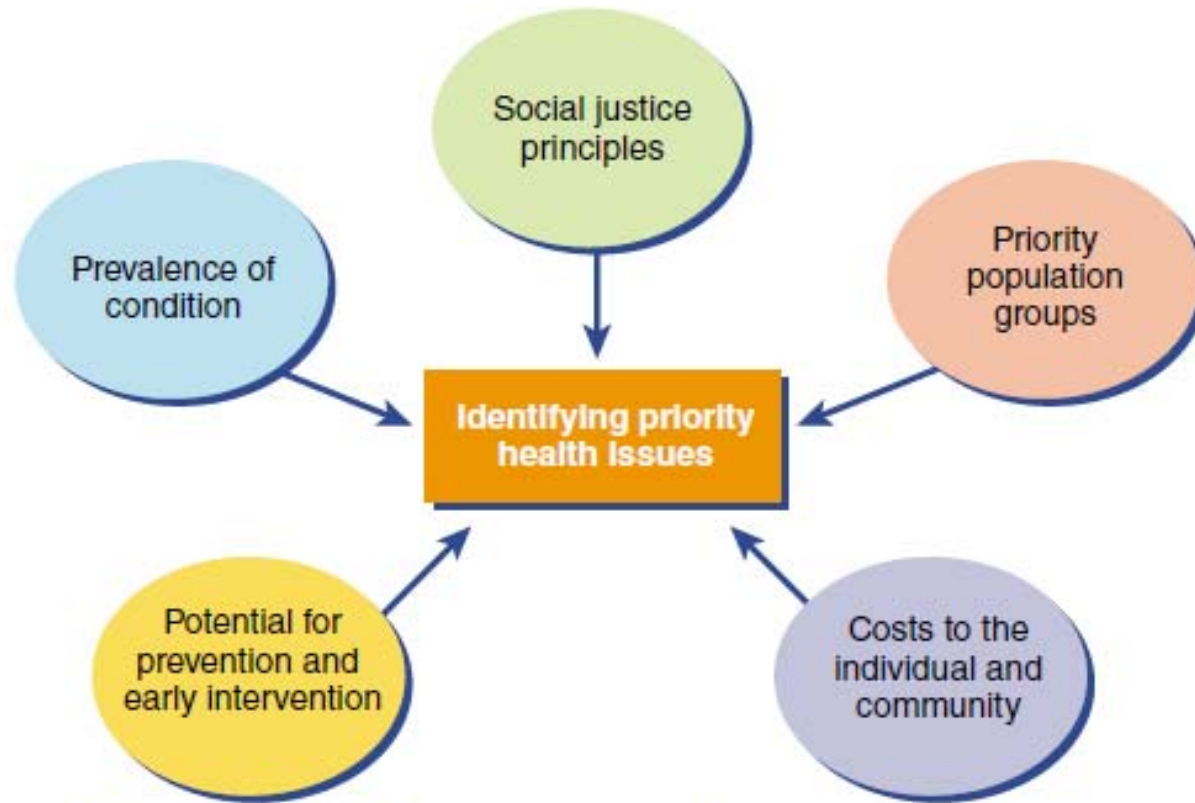 Social justice
principles
Prevalence of
condition
Priority
population
groups
Identifying priority
health issues
Potential for
prevention and
early intervention
Costs to the
individual and
community